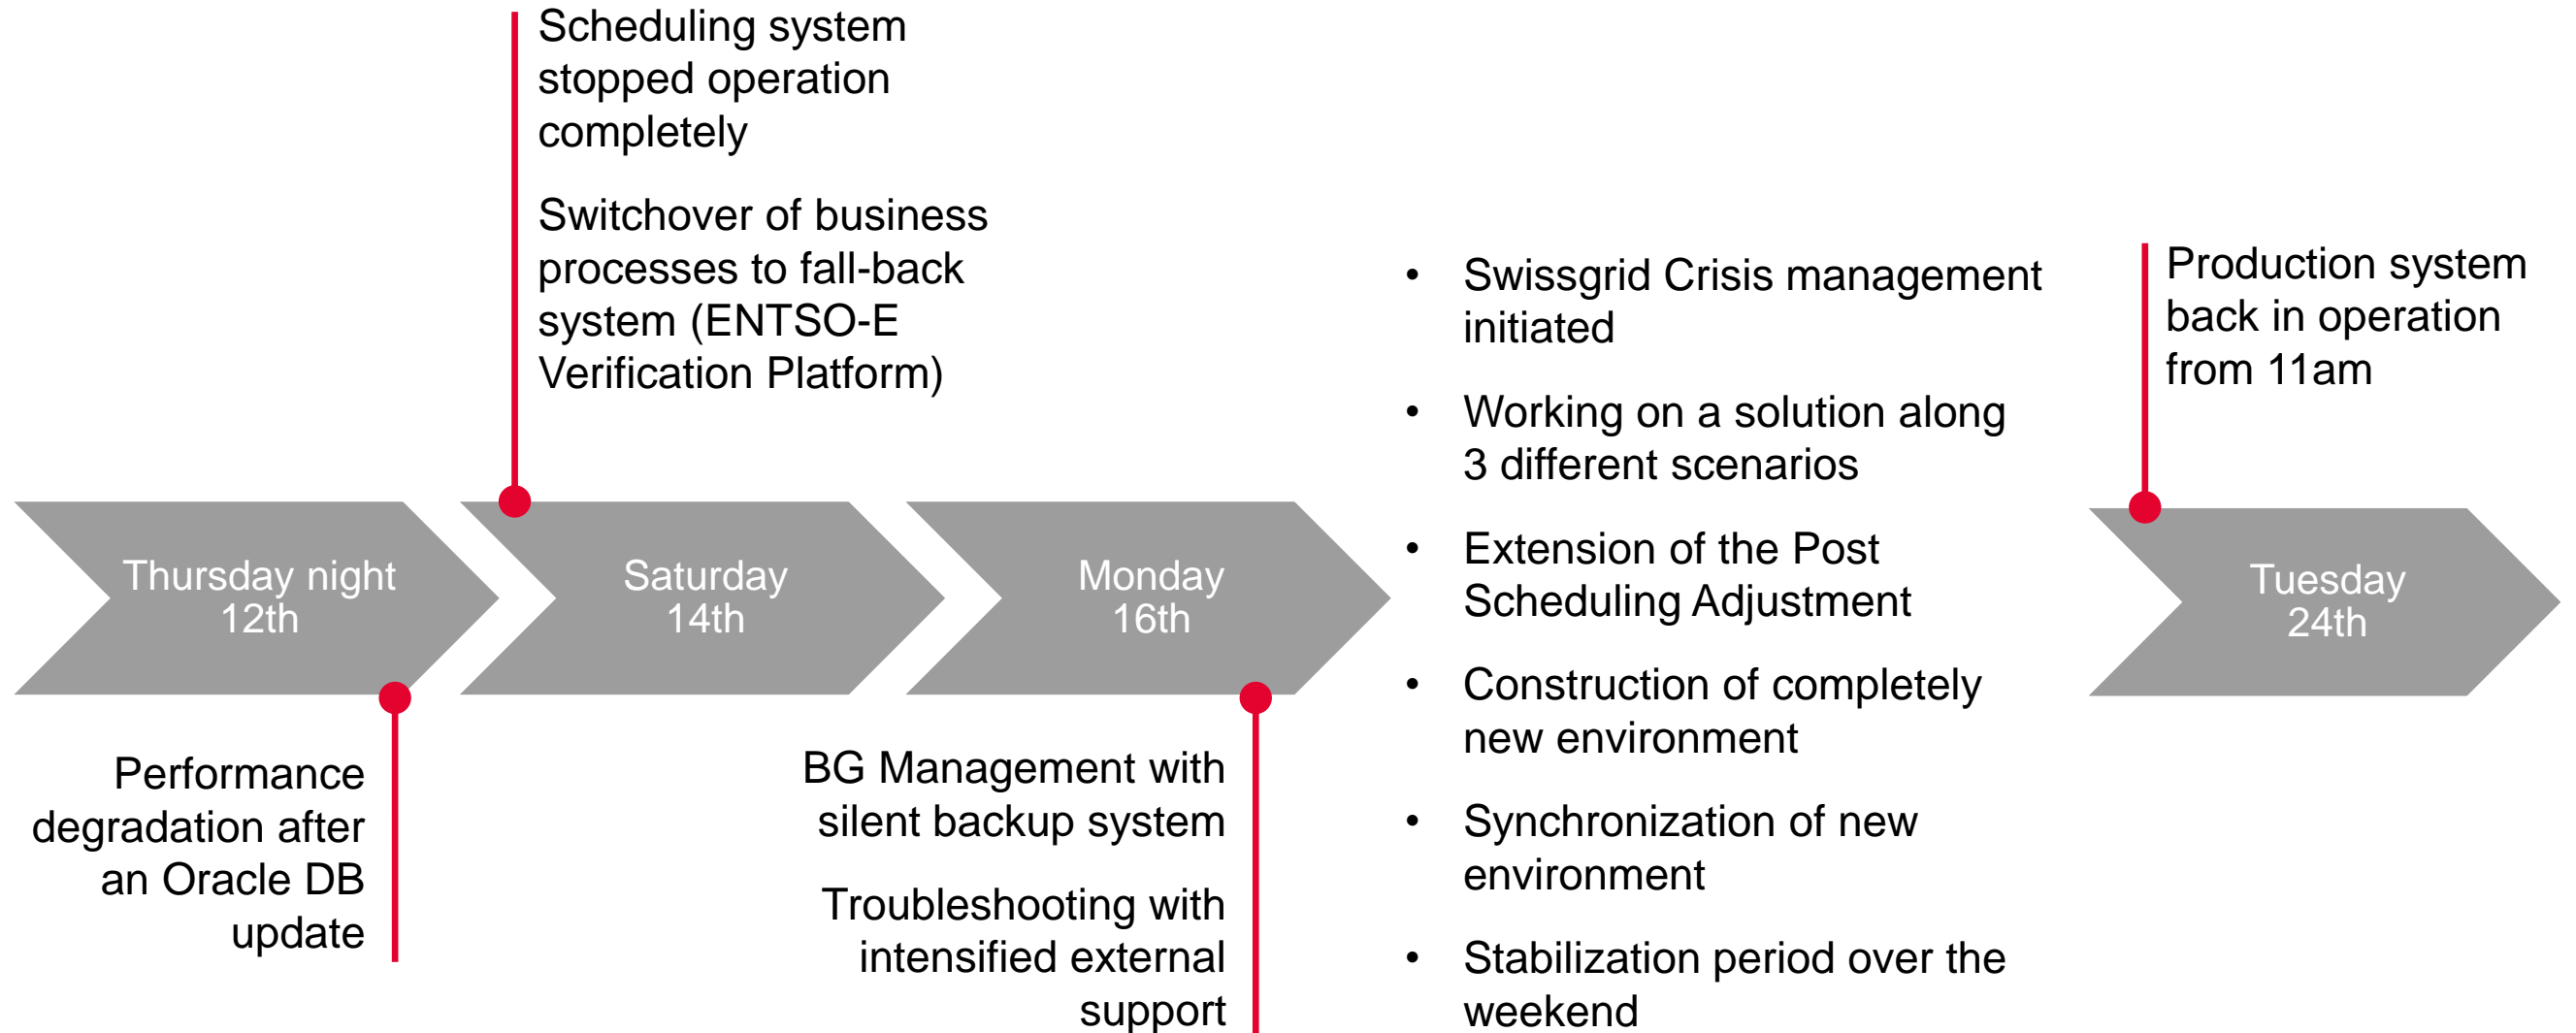 Scheduling system
stopped operation
completely
Switchover of business
processes to fall-back
system (ENTSO-E
Verification Platform)
Thursday night
12th
Performance
degradation after
an Oracle DB
update
Saturday
14th
Monday
16th
BG Management with
silent backup system
Troubleshooting with
intensified external
support
• Swissgrid Crisis management
initiated
• Working on a solution along
3 different scenarios
• Extension of the Post
Scheduling Adjustment
• Construction of completely
new environment
• Synchronization of new
environment
• Stabilization period over the
weekend
Production system
back in operation
from 11am
Tuesday
24th